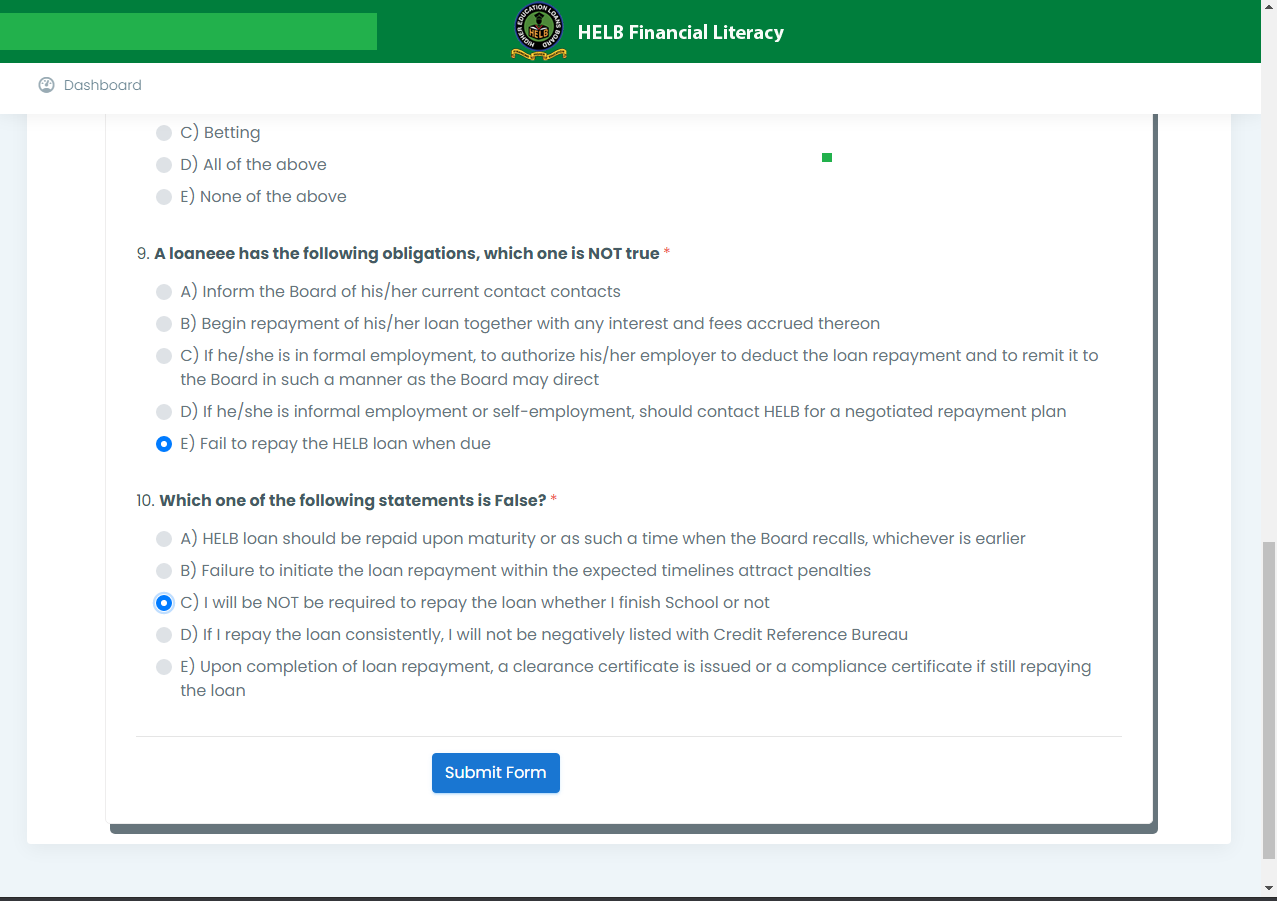 HIGHER EDUCATION LOANS BOARD
HELB
HELB Financial Literacy
Dashboard
C) Betting
D) All of the above
E) None of the above
9. A loaneee has the following obligations, which one is NOT true *
A) Inform the Board of his/her current contact contacts
B) Begin repayment of his/her loan together with any interest and fees accrued thereon
C) If he/she is in formal employment, to authorize his/her employer to deduct the loan repayment and to remit it to
the Board in such a manner as the Board may direct
D) If he/she is informal employment or self-employment, should contact HELB for a negotiated repayment plan
E) Fail to repay the HELB loan when due
10. Which one of the following statements is False? *
A) HELB loan should be repaid upon maturity or as such a time when the Board recalls, whichever is earlier
B) Failure to initiate the loan repayment within the expected timelines attract penalties
C) I will be NOT be required to repay the loan whether I finish School or not
D) If I repay the loan consistently, I will not be negatively listed with Credit Reference Bureau
E) Upon completion of loan repayment, a clearance certificate is issued or a compliance certificate if still repaying
the loan
Submit Form